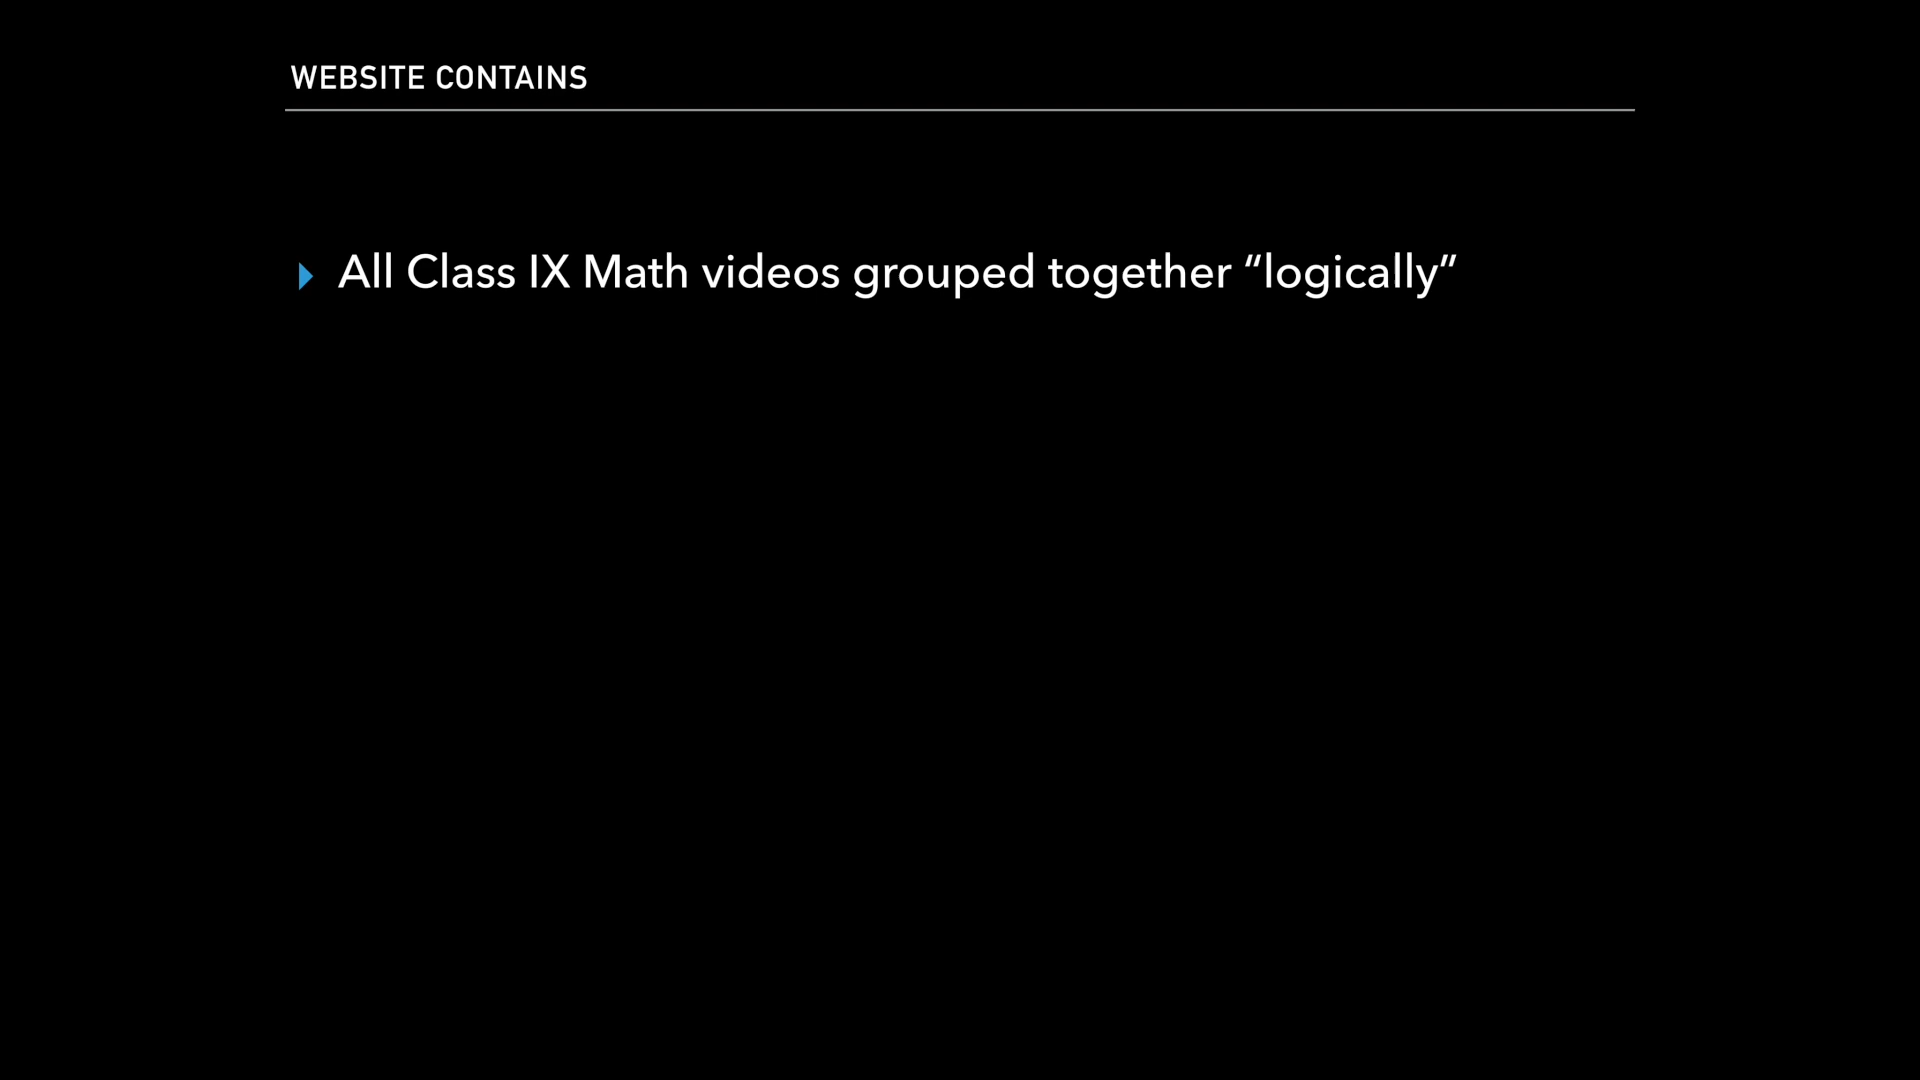 WEBSITE CONTAINS
All Class IX Math videos grouped together “logically”